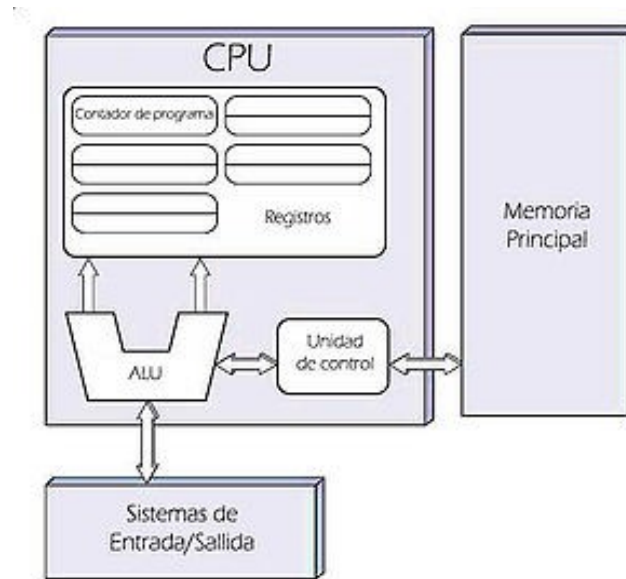 CPU
Contador de programa
Registros
Memoria
Principal
Unidad
de control
ALU
Sistemas de
Entrada/Sallida